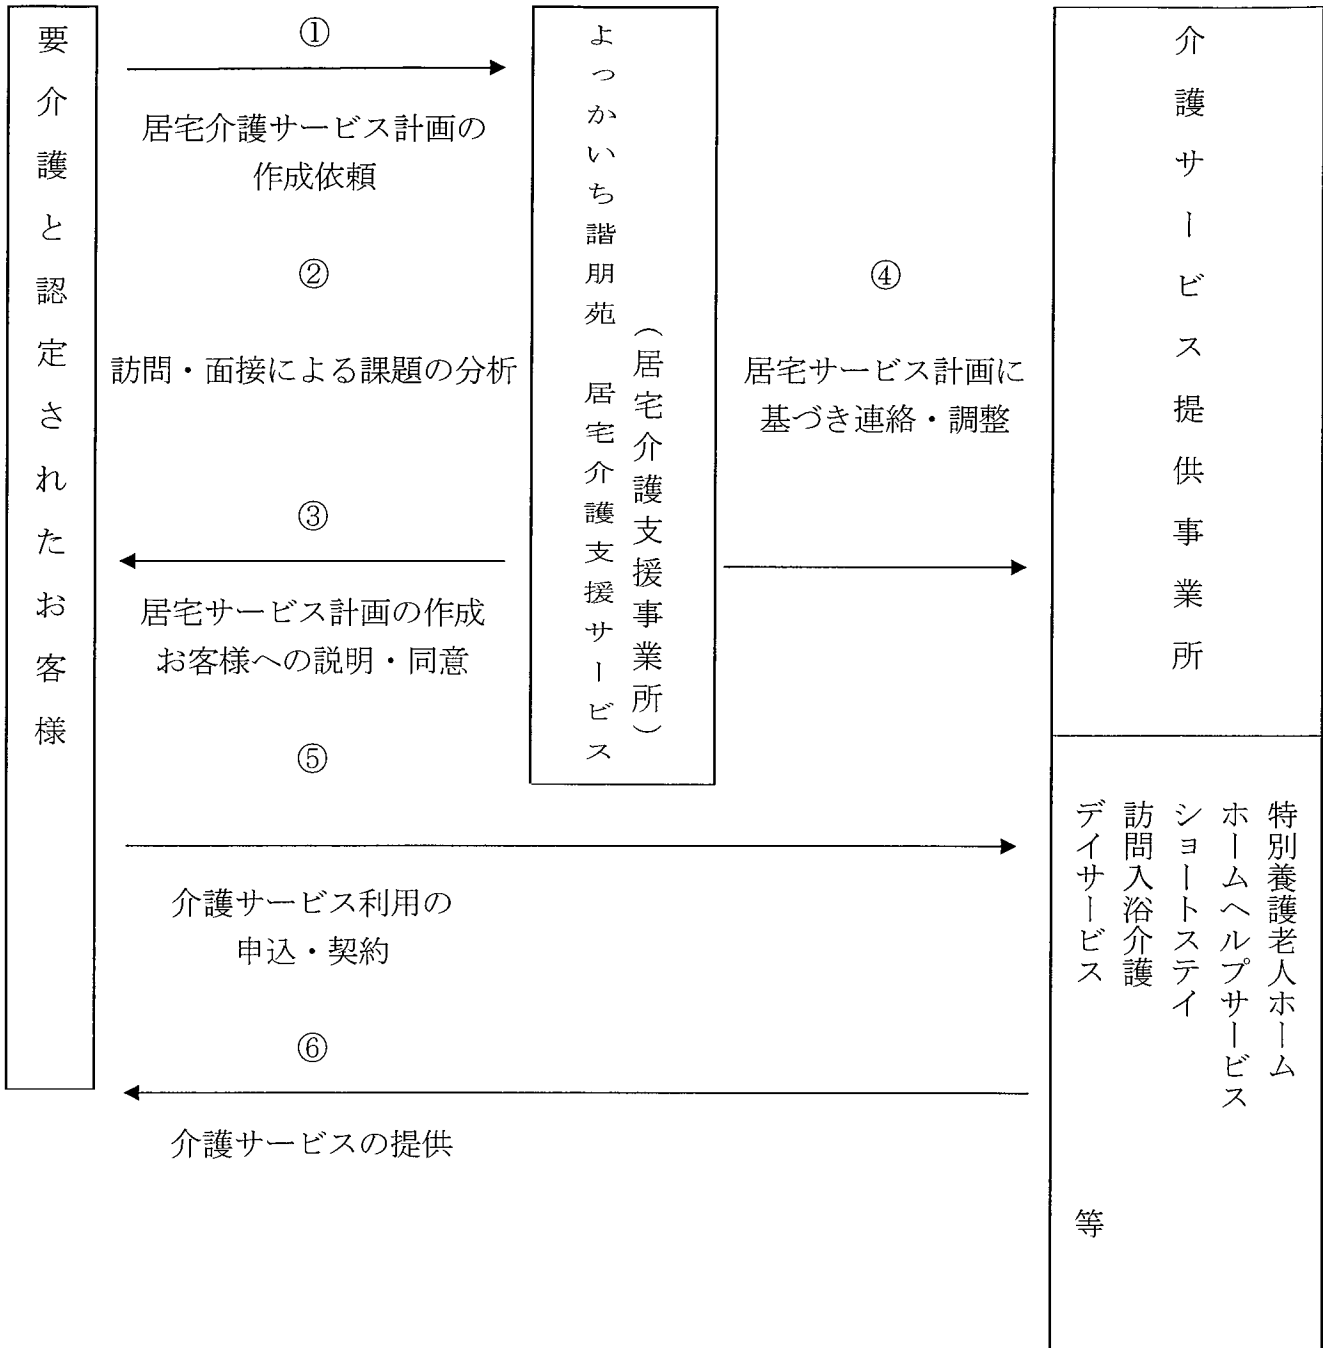 要介護と認定されたお客様
①
居宅介護サービス計画の
作成依頼
②
訪問・面接による課題の分析
③
居宅サービス計画の作成
お客様への説明・同意
(居宅介護支援事業所)
よっかいち諧朋苑 居宅介護支援サービス
④
居宅サービス計画に
基づき連絡・調整
介護サービス提供事業所
⑤
介護サービス利用の
申込・契約
⑥
介護サービスの提供
特別養護老人ホーム
ホームヘルプサービス
ショートステイ
訪問入浴介護
デイサービス 等